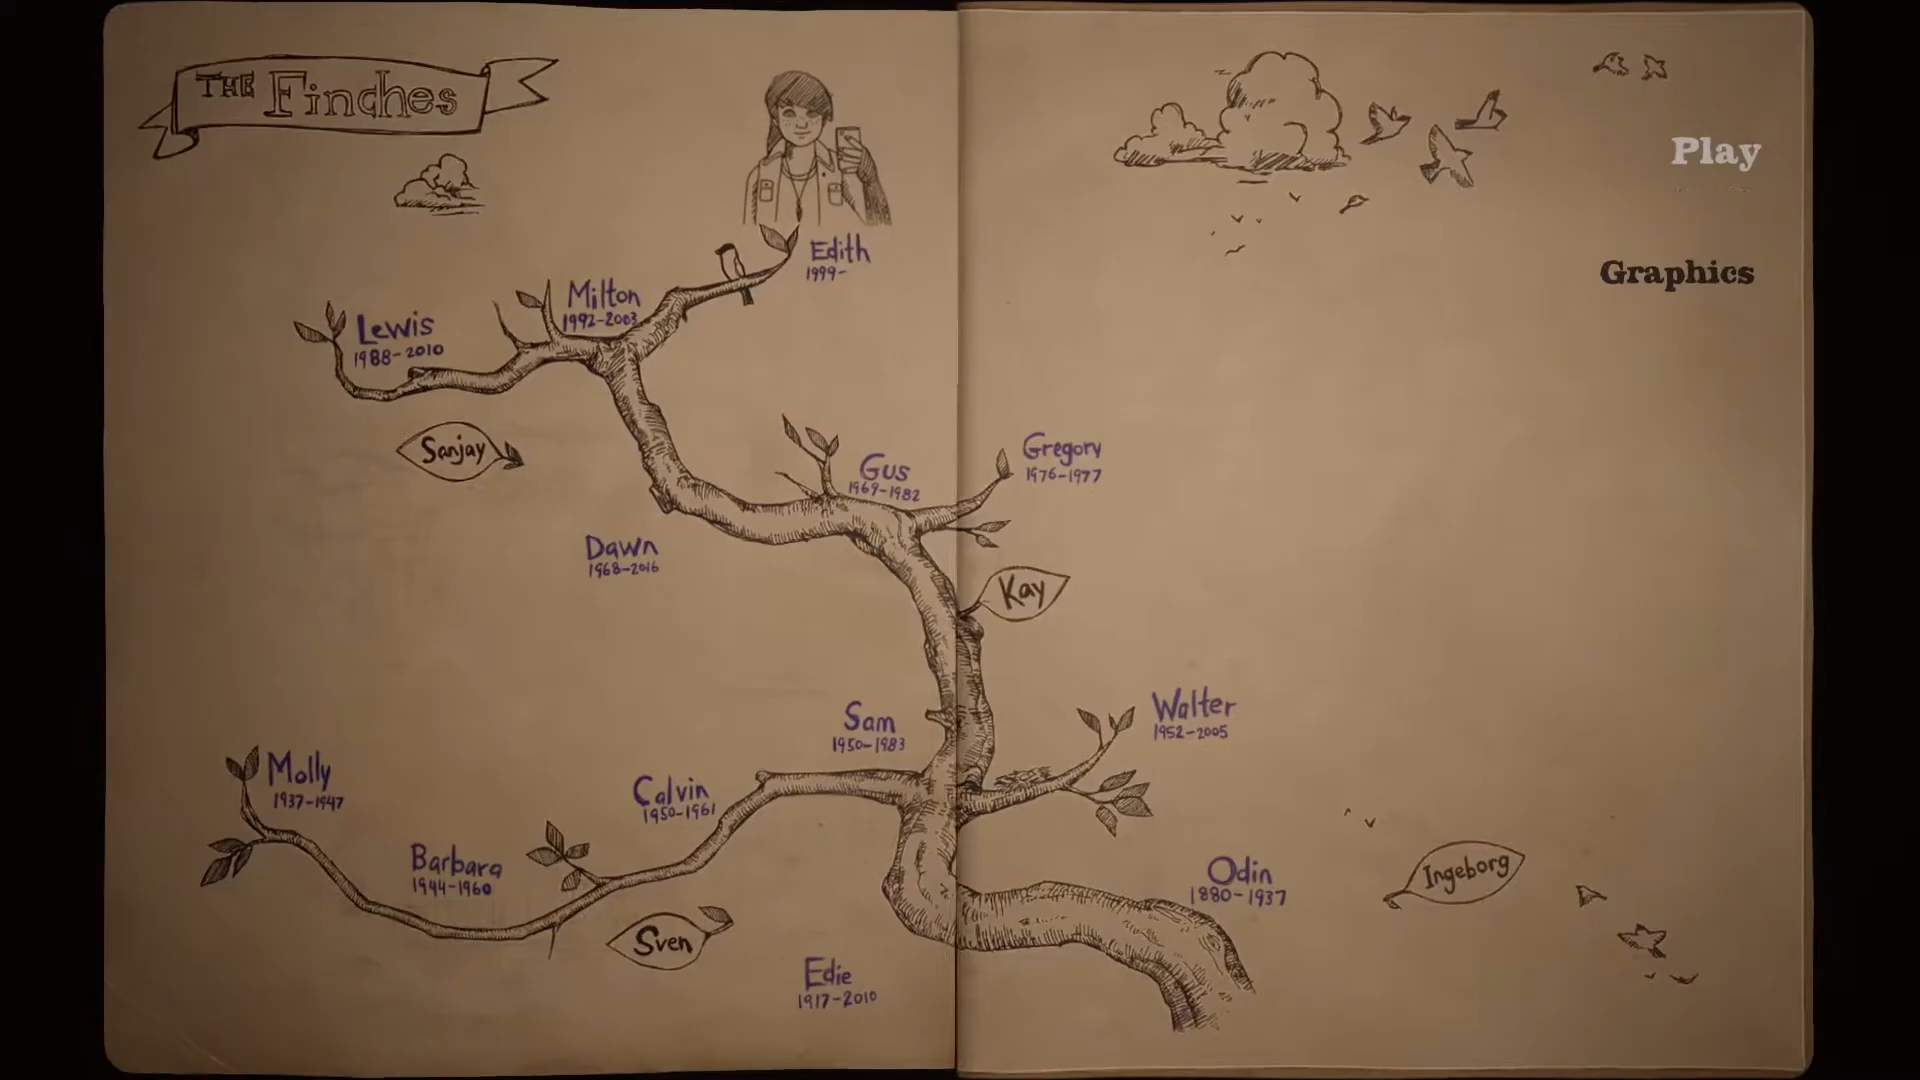 THE Finches
Play
Edith
1999-
Graphics
Milton
1992-2003
Lewis
1988-2010
Sanjay
Gregory
1976-1977
Gus
1969-1982
Dawn
1968-2016
Kay
Walter
1952-2005
Sam
1950-1983
Molly
1937-1947
Calvin
1950-1961
Barbara
1944-1960
Odin
1880-1937
Ingeborg
Sven
Edie
1917-2010